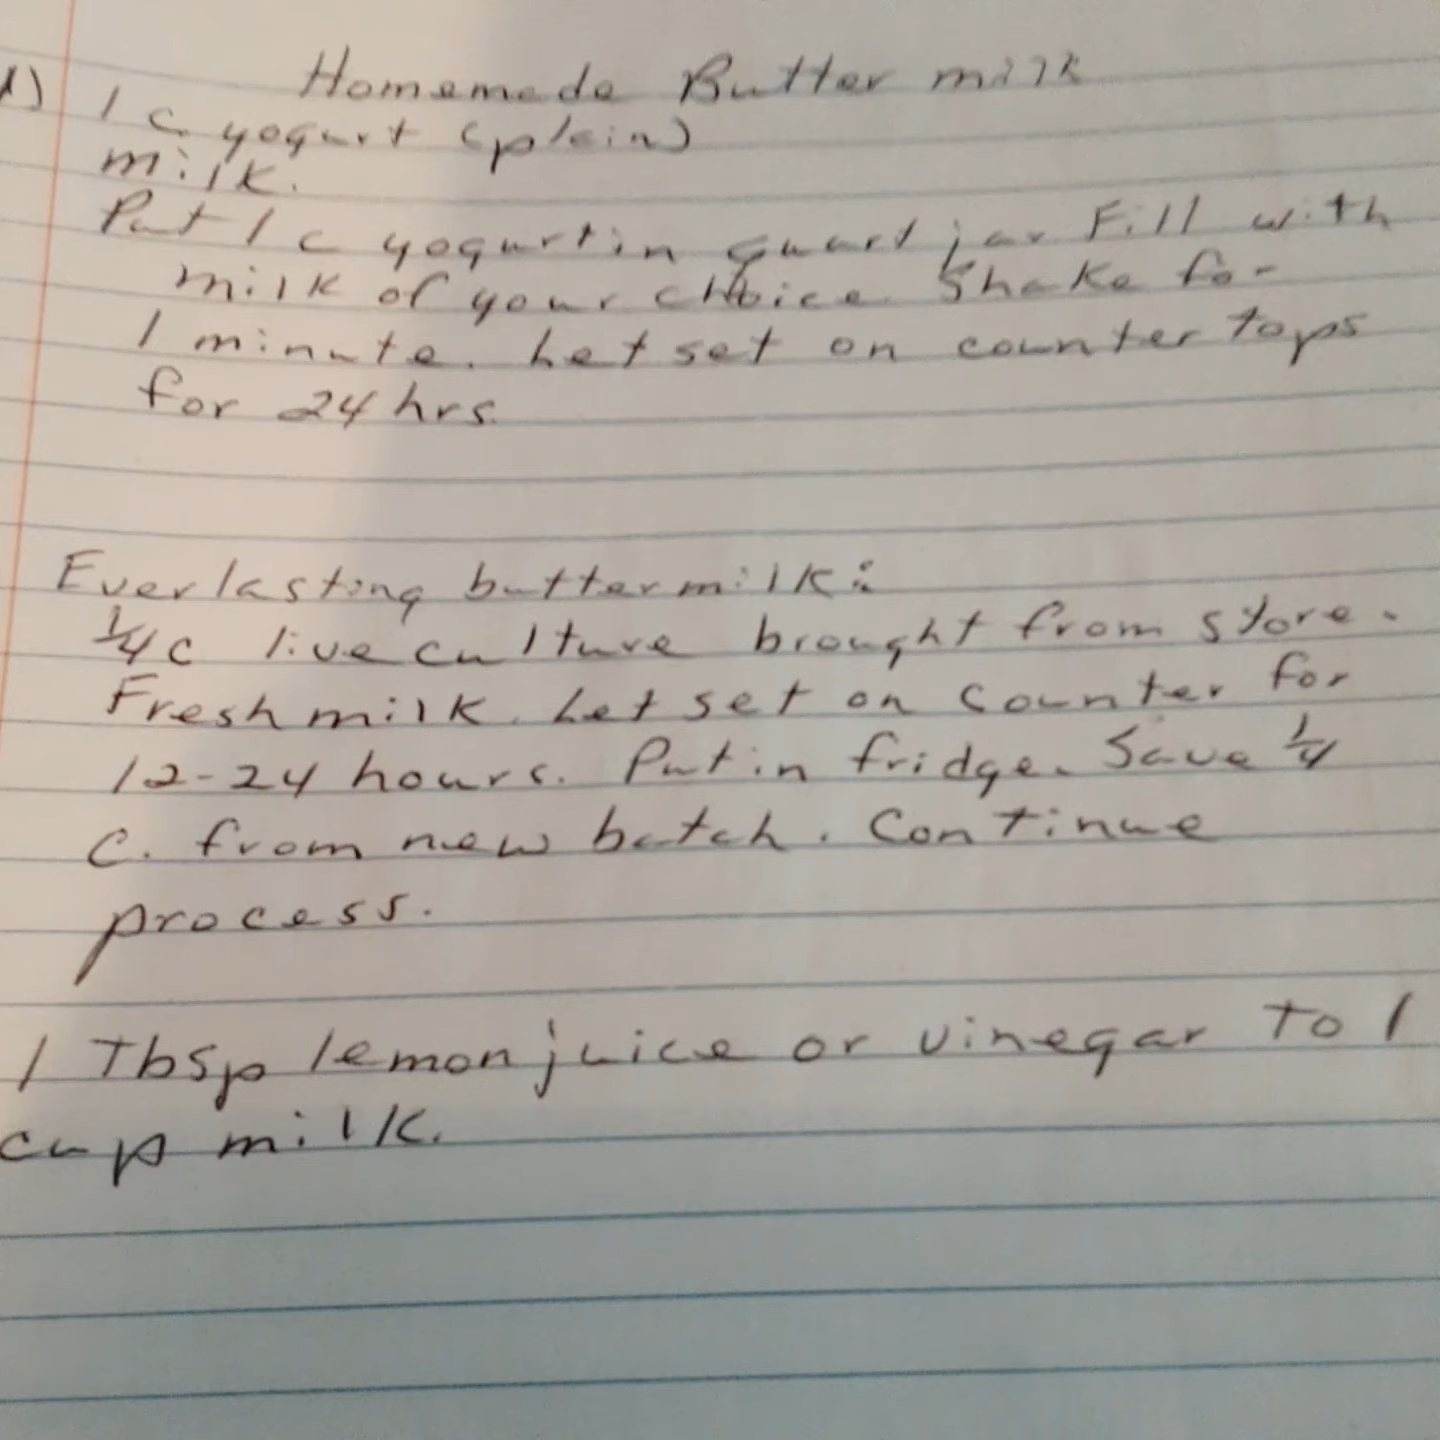 Homemade Butter milk
1) 1 c. yogurt (plain)
milk.
Put 1 c yogurt in quart jar Fill with
milk of your choice. Shake for
1 minute. Let set on counter tops
for 24 hrs.
Everlasting buttermilk:
1/4 c live culture brought from store.
Fresh milk. Let set on counter for
12-24 hours. Put in fridge. Save 1/4
C. from new batch. Continue
process.
1 Tbsp lemon juice or vinegar to 1
cup milk.